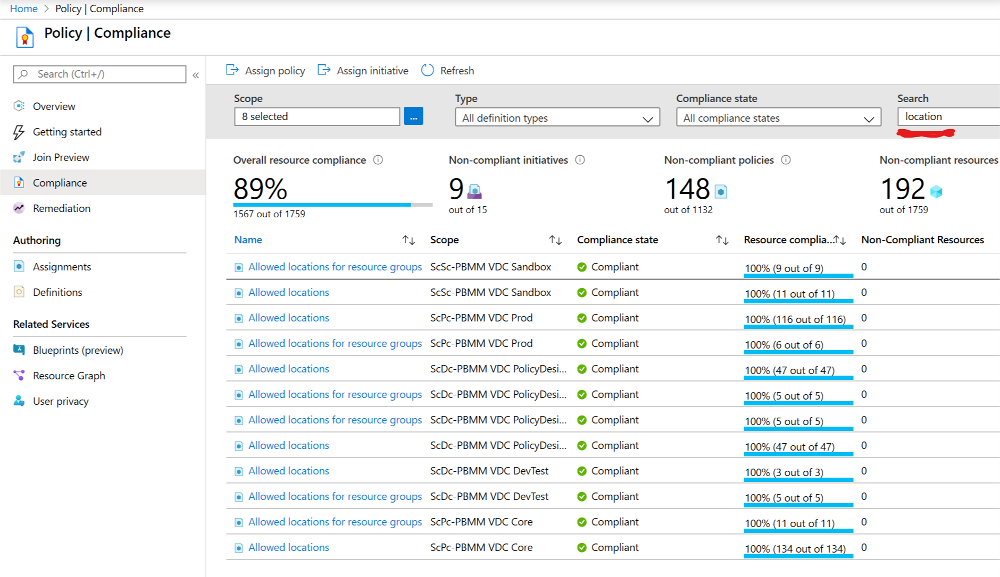 Home > Policy | Compliance
Policy | Compliance
Search (Ctrl+/)
«
Overview
Getting started
Join Preview
Compliance
Remediation
Authoring
Assignments
Definitions
Related Services
Blueprints (preview)
Resource Graph
User privacy
Assign policy Assign initiative Refresh
Scope Type Compliance state Search
8 selected ... All definition types All compliance states location
Overall resource compliance Non-compliant initiatives Non-compliant policies Non-compliant resources
89% 9 148 192
1567 out of 1759 out of 15 out of 1132 out of 1759
Name Scope Compliance state Resource complia... Non-Compliant Resources
Allowed locations for resource groups ScSc-PBMM VDC Sandbox Compliant 100% (9 out of 9) 0
Allowed locations ScSc-PBMM VDC Sandbox Compliant 100% (11 out of 11) 0
Allowed locations ScPc-PBMM VDC Prod Compliant 100% (116 out of 116) 0
Allowed locations for resource groups ScPc-PBMM VDC Prod Compliant 100% (6 out of 6) 0
Allowed locations ScDc-PBMM VDC PolicyDesi... Compliant 100% (47 out of 47) 0
Allowed locations for resource groups ScDc-PBMM VDC PolicyDesi... Compliant 100% (5 out of 5) 0
Allowed locations for resource groups ScDc-PBMM VDC PolicyDesi... Compliant 100% (5 out of 5) 0
Allowed locations ScDc-PBMM VDC PolicyDesi... Compliant 100% (47 out of 47) 0
Allowed locations ScDc-PBMM VDC DevTest Compliant 100% (3 out of 3) 0
Allowed locations for resource groups ScDc-PBMM VDC DevTest Compliant 100% (5 out of 5) 0
Allowed locations for resource groups ScPc-PBMM VDC Core Compliant 100% (11 out of 11) 0
Allowed locations ScPc-PBMM VDC Core Compliant 100% (134 out of 134) 0